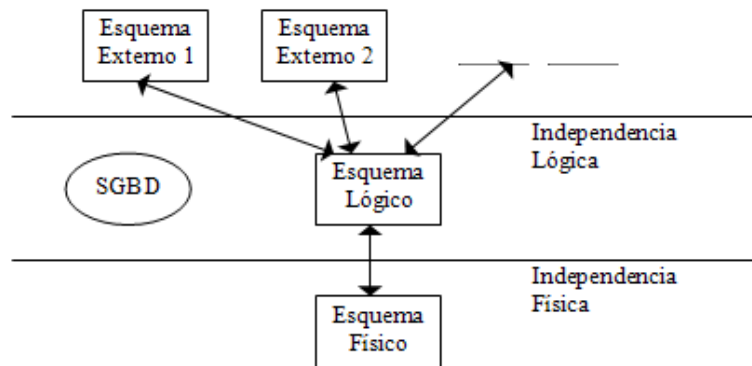 Esquema
Externo 1
Esquema
Externo 2
Independencia
Lógica
SGBD
Esquema
Lógico
Independencia
Física
Esquema
Físico